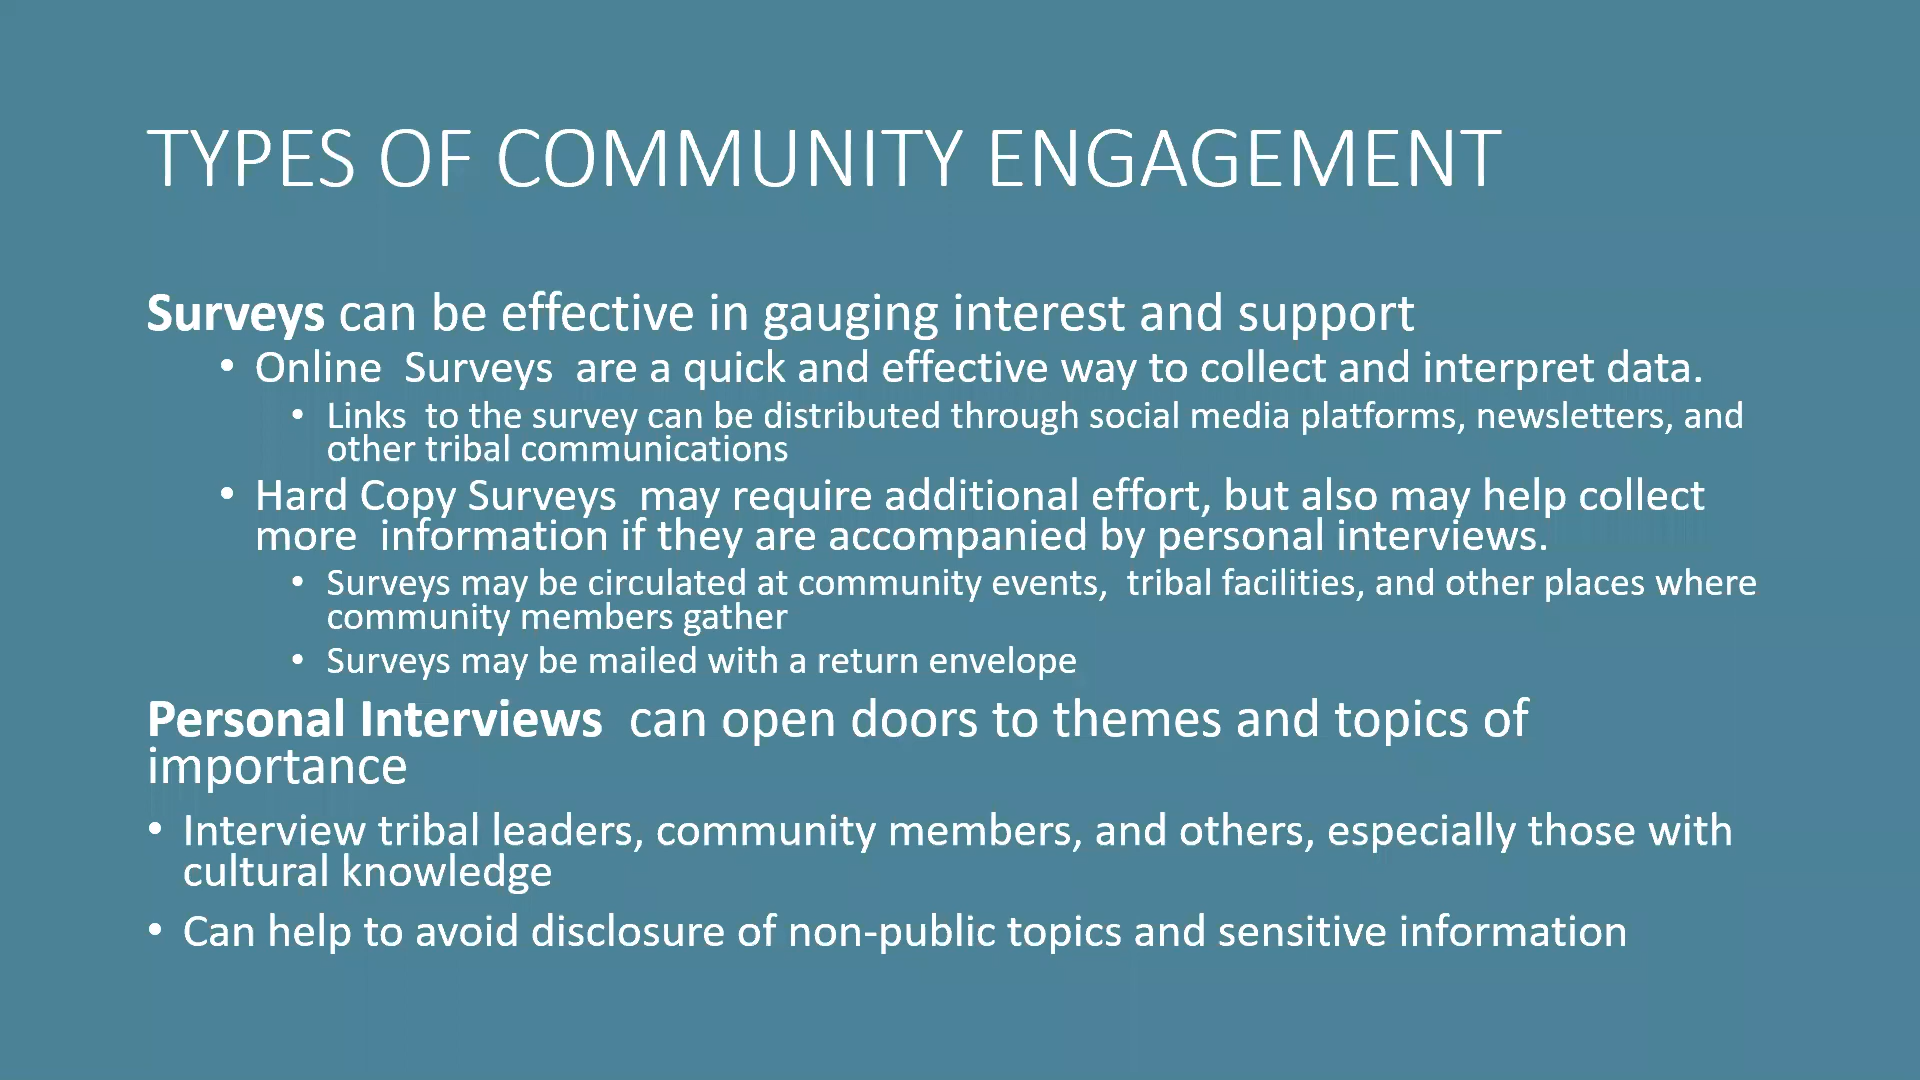 TYPES OF COMMUNITY ENGAGEMENT
Surveys can be effective in gauging interest and support
• Online  Surveys  are a quick and effective way to collect and interpret data.
• Links  to the survey can be distributed through social media platforms, newsletters, and
other tribal communications
• Hard Copy Surveys  may require additional effort, but also may help collect
more  information if they are accompanied by personal interviews.
• Surveys may be circulated at community events,  tribal facilities, and other places where
community members gather
• Surveys may be mailed with a return envelope
Personal Interviews  can open doors to themes and topics of
importance
• Interview tribal leaders, community members, and others, especially those with
cultural knowledge
• Can help to avoid disclosure of non-public topics and sensitive information